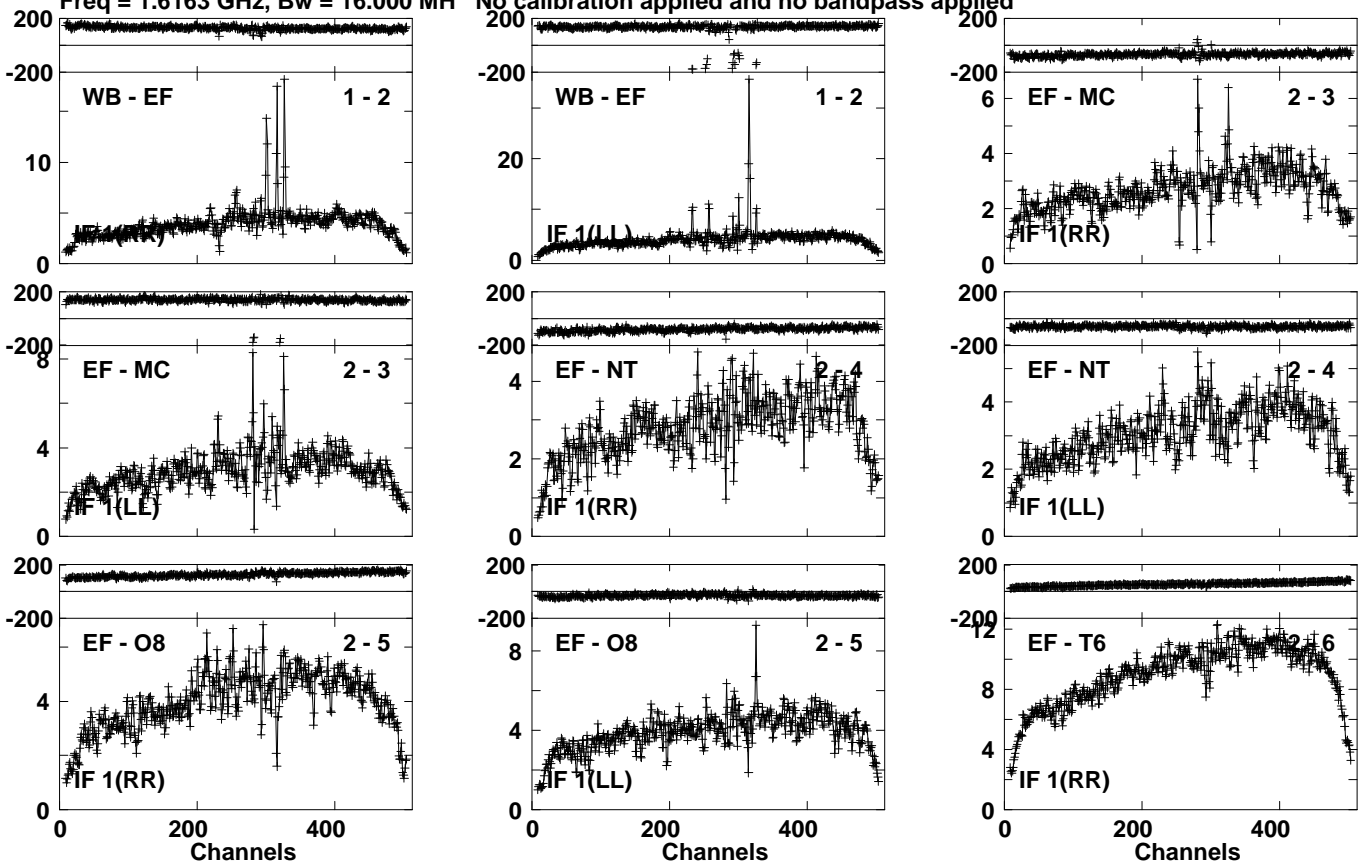 Freq = 1.6163 GHz, Bw = 16.000 MH No calibration applied and no bandpass applied
200
-200
10
0
WB - EF 1 - 2
IF 1(RR)
200
-200
20
0
WB - EF 1 - 2
IF 1(LL)
200
-200
6
4
2
0
EF - MC 2 - 3
IF 1(RR)
200
-200
8
4
0
EF - MC 2 - 3
IF 1(LL)
200
-200
4
2
0
EF - NT 2 - 4
IF 1(RR)
200
-200
4
2
0
EF - NT 2 - 4
IF 1(LL)
200
-200
4
0
EF - O8 2 - 5
IF 1(RR)
0 200 400
Channels
200
-200
8
4
0
EF - O8 2 - 5
IF 1(LL)
0 200 400
Channels
200
-200
12
8
4
0
EF - T6 2 - 6
IF 1(RR)
0 200 400
Channels